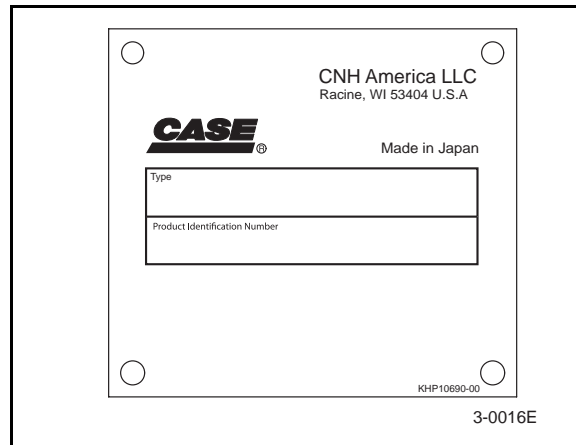 CNH America LLC
Racine, WI 53404 U.S.A
CASE®
Made in Japan
Type
Product Identification Number
KHP10690-00
3-0016E